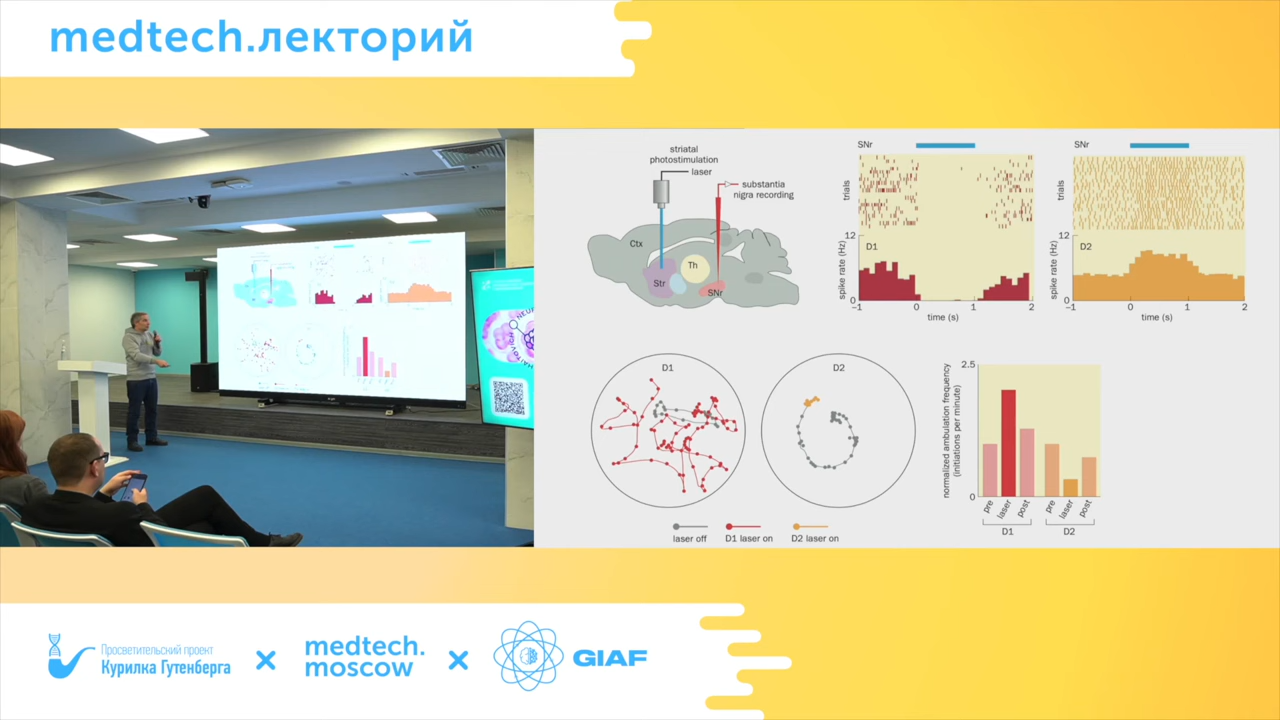 medtech.лекторий
striatal
photostimulation
laser
substantia
nigra recording
Ctx
Th
Str
SNr
SNr
trials
12
D1
spike rate (Hz)
0
−1
0
1
2
time (s)
SNr
trials
12
D2
spike rate (Hz)
0
−1
0
1
2
time (s)
D1
D2
laser off
D1 laser on
D2 laser on
2.5
normalized ambulation frequency
(initiations per minute)
0
pre
laser
post
pre
laser
post
D1
D2
Просветительский проект
Курилка Гутенберга
×
medtech.
moscow
×
GIAF